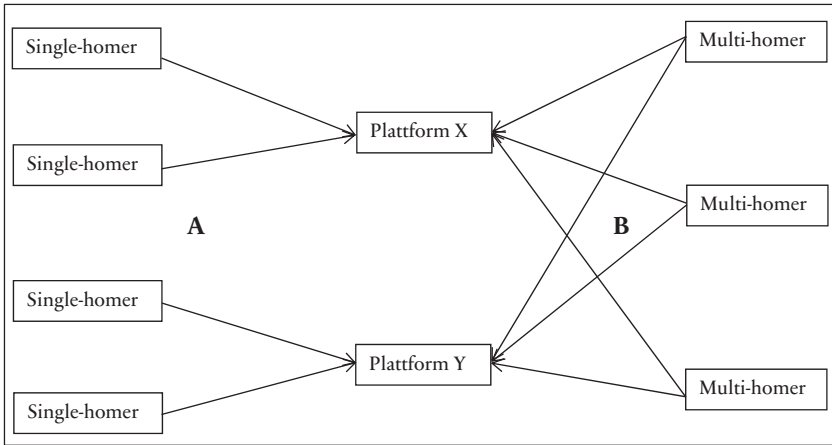 Single-homer
Multi-homer
Plattform X
Single-homer
Multi-homer
A
B
Single-homer
Plattform Y
Single-homer
Multi-homer